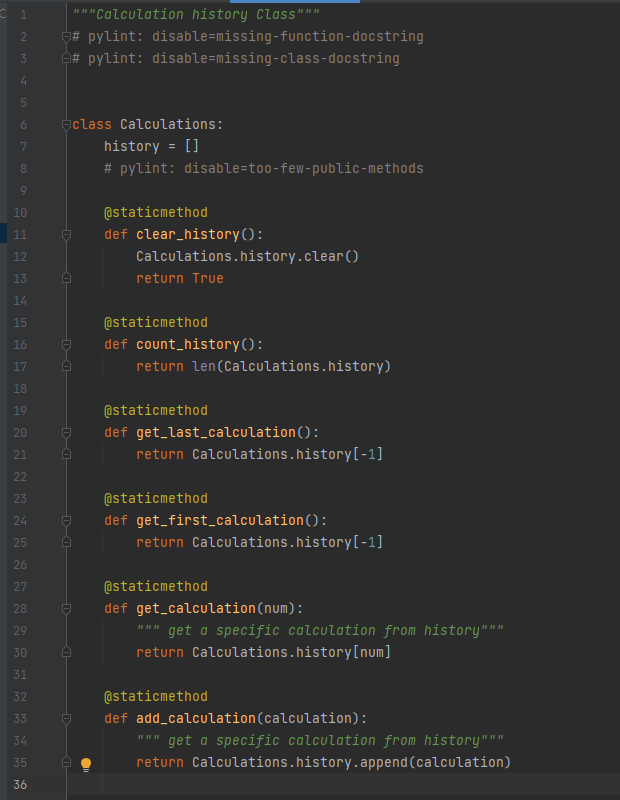 1 """Calculation history Class"""
2 # pylint: disable=missing-function-docstring
3 # pylint: disable=missing-class-docstring
4
5
6 class Calculations:
7     history = []
8     # pylint: disable=too-few-public-methods
9
10     @staticmethod
11     def clear_history():
12         Calculations.history.clear()
13         return True
14
15     @staticmethod
16     def count_history():
17         return len(Calculations.history)
18
19     @staticmethod
20     def get_last_calculation():
21         return Calculations.history[-1]
22
23     @staticmethod
24     def get_first_calculation():
25         return Calculations.history[-1]
26
27     @staticmethod
28     def get_calculation(num):
29         """ get a specific calculation from history"""
30         return Calculations.history[num]
31
32     @staticmethod
33     def add_calculation(calculation):
34         """ get a specific calculation from history"""
35         return Calculations.history.append(calculation)
36